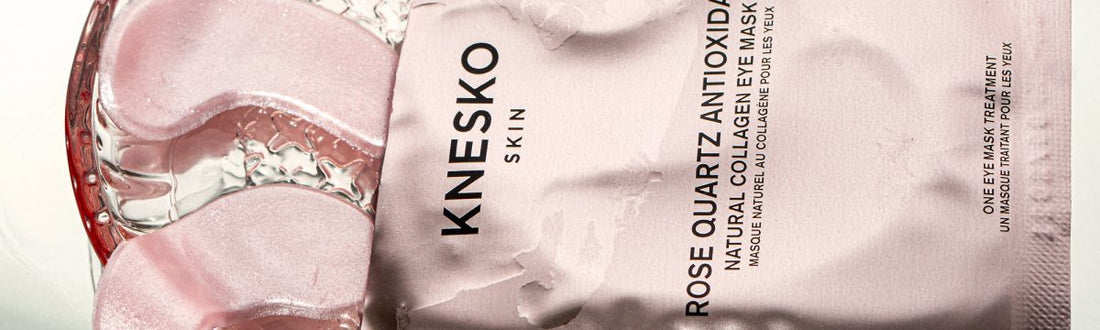 KNESKO
SKIN
ROSE QUARTZ
NATURAL COLLAGEN EYE MASK
MASQUE NATUREL AU COLLAGÈNE POUR LES YEUX
ONE EYE MASK TREATMENT
UN MASQUE TRAITANT POUR LES YEUX